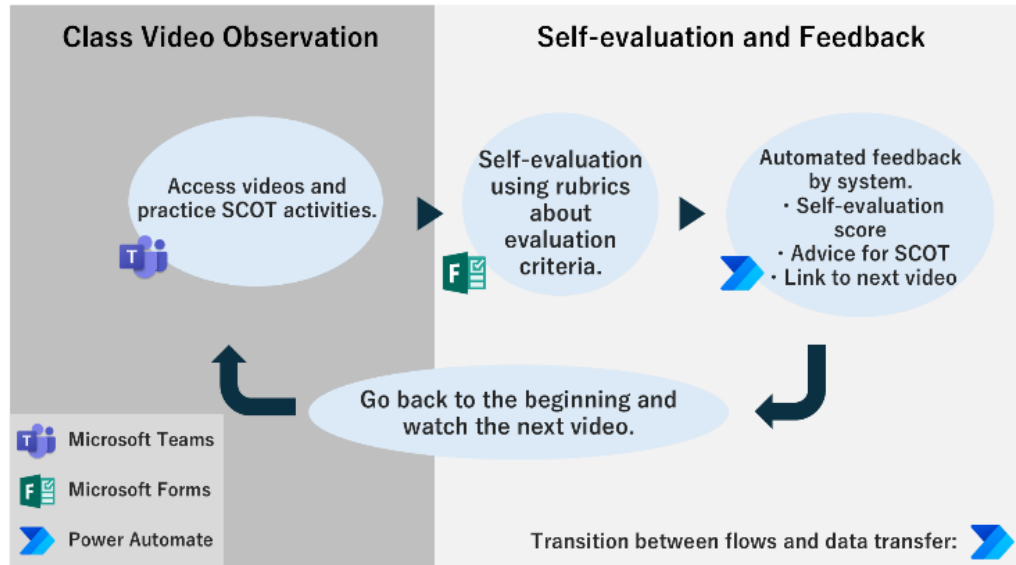 Class Video Observation
Self-evaluation and Feedback
Access videos and
practice SCOT activities.
T
Self-evaluation
using rubrics
about
evaluation
criteria.
F
Automated feedback
by system.
・Self-evaluation
score
・Advice for SCOT
・Link to next video
Go back to the beginning and
watch the next video.
T Microsoft Teams
F Microsoft Forms
Power Automate
Transition between flows and data transfer: